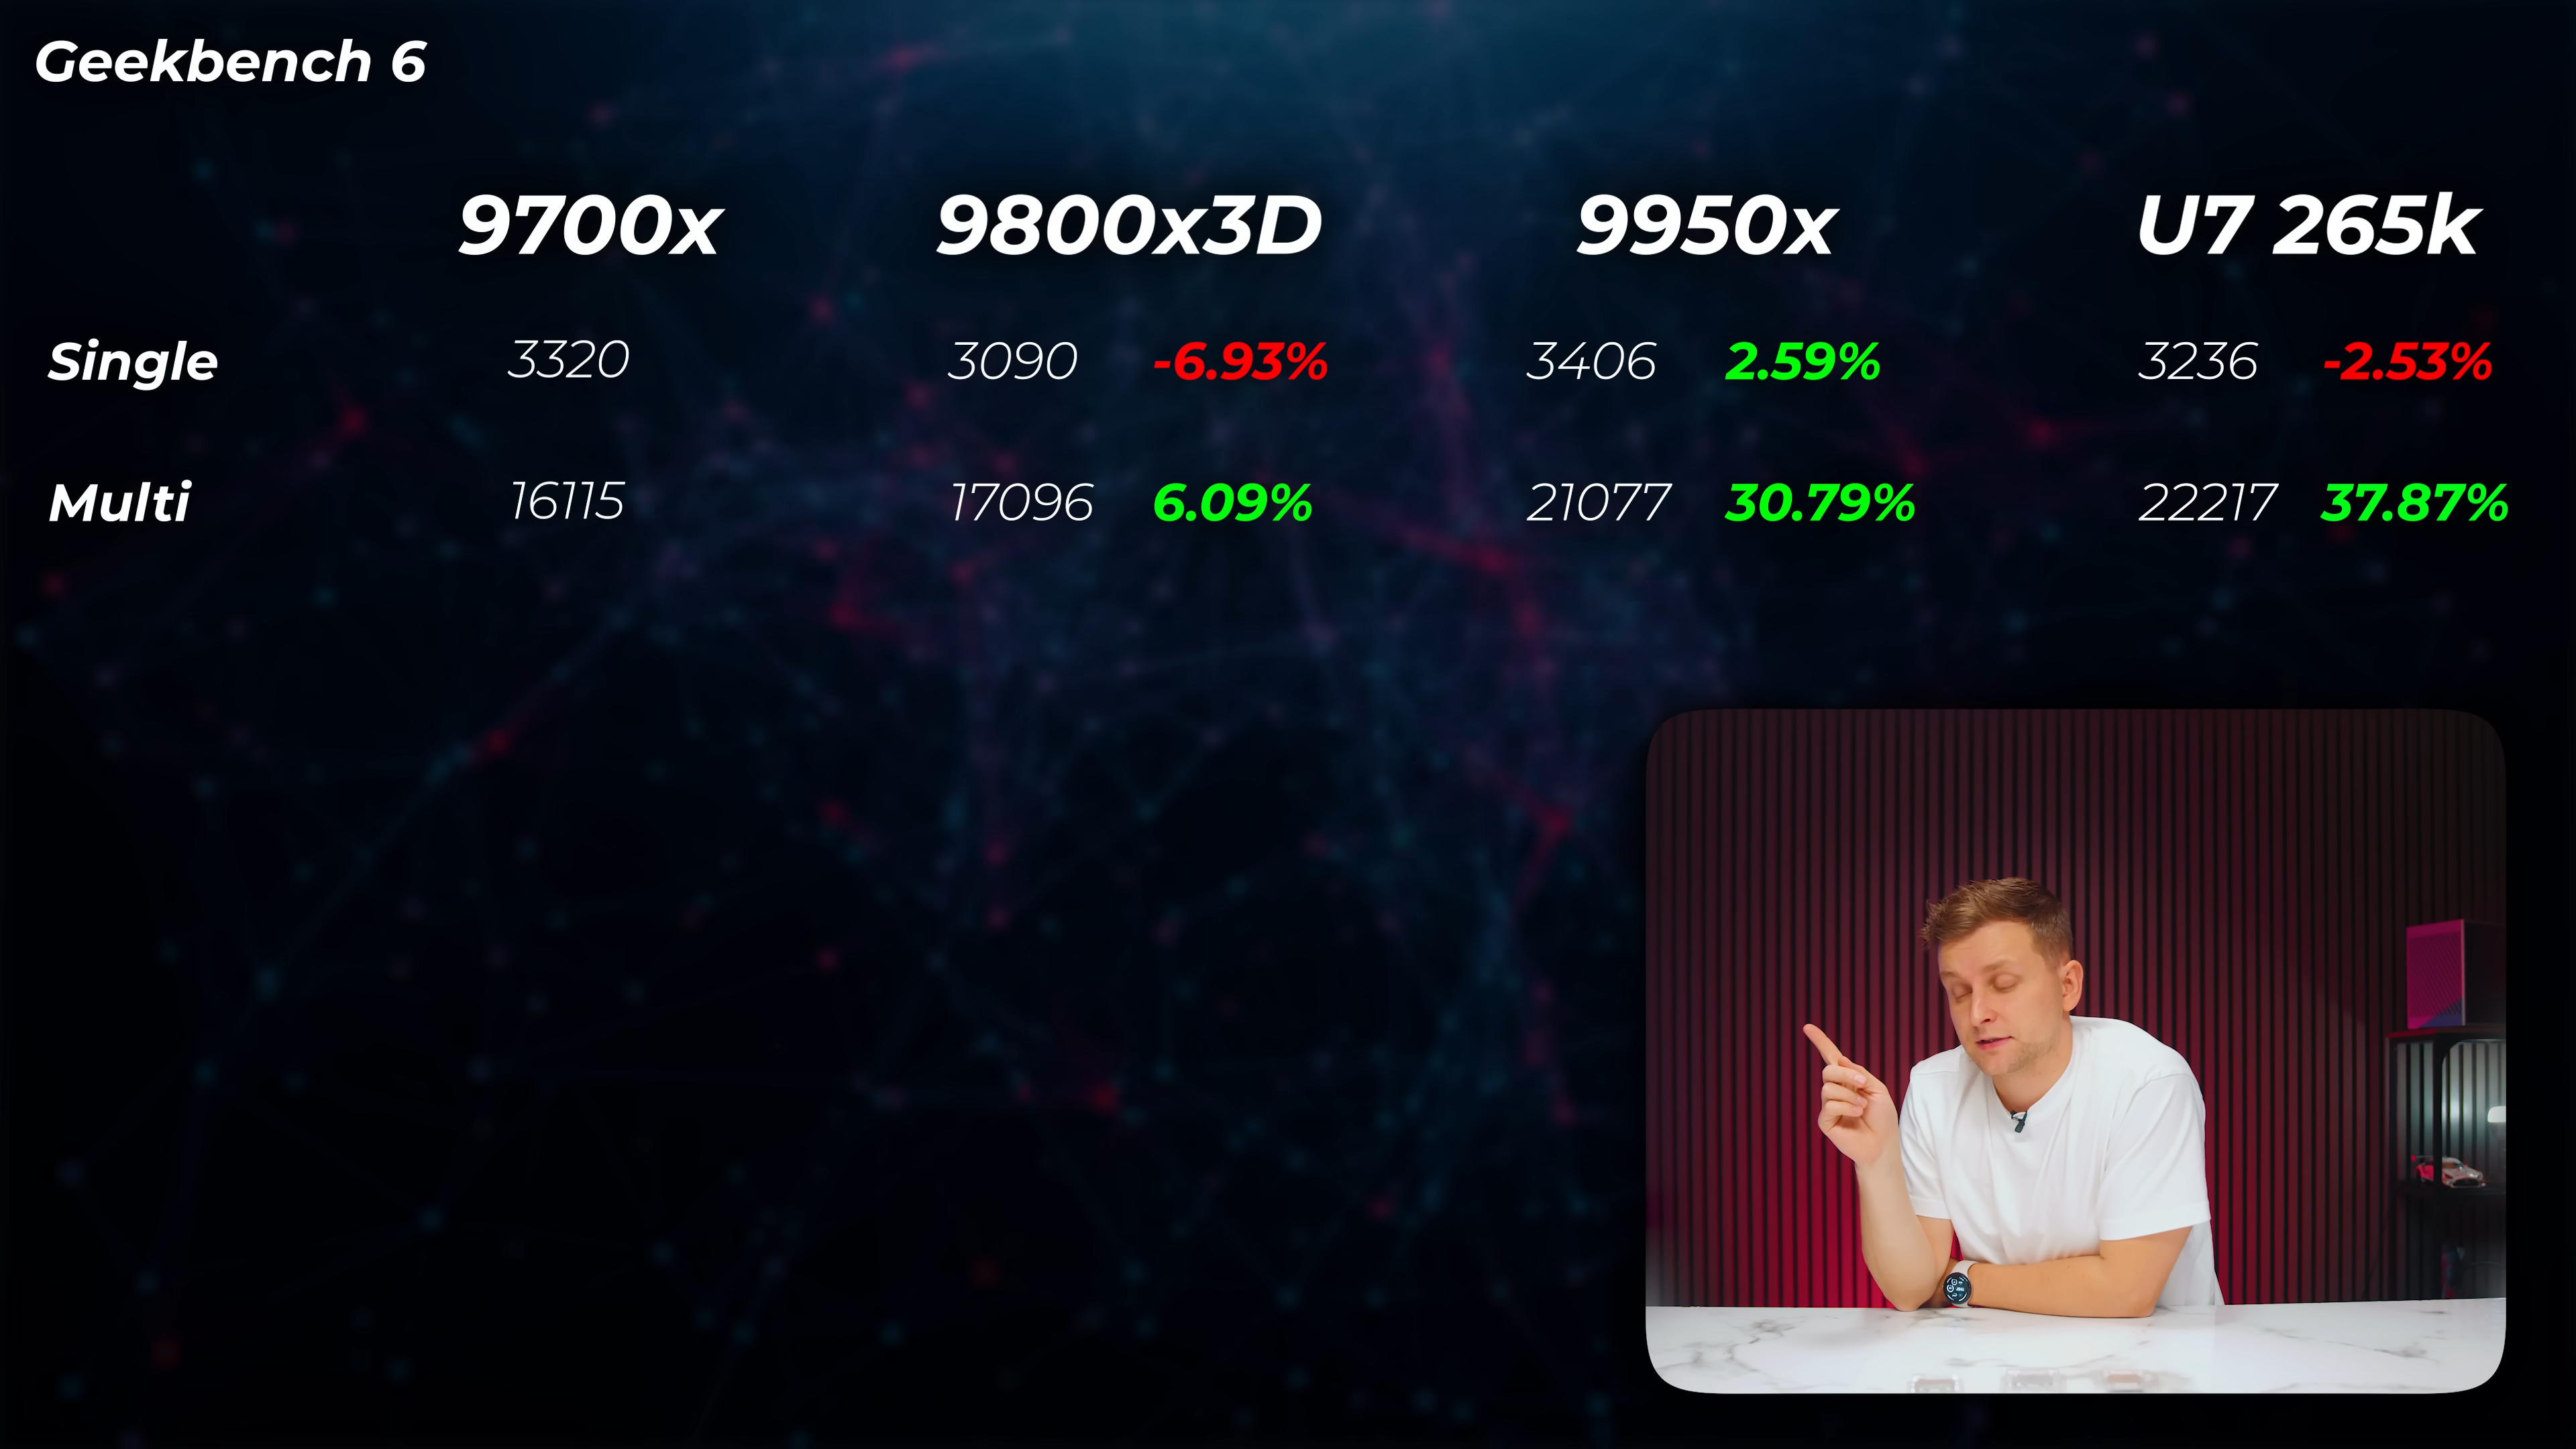 Geekbench 6
9700x 9800x3D 9950x U7 265k
Single 3320 3090 -6.93% 3406 2.59% 3236 -2.53%
Multi 16115 17096 6.09% 21077 30.79% 22217 37.87%